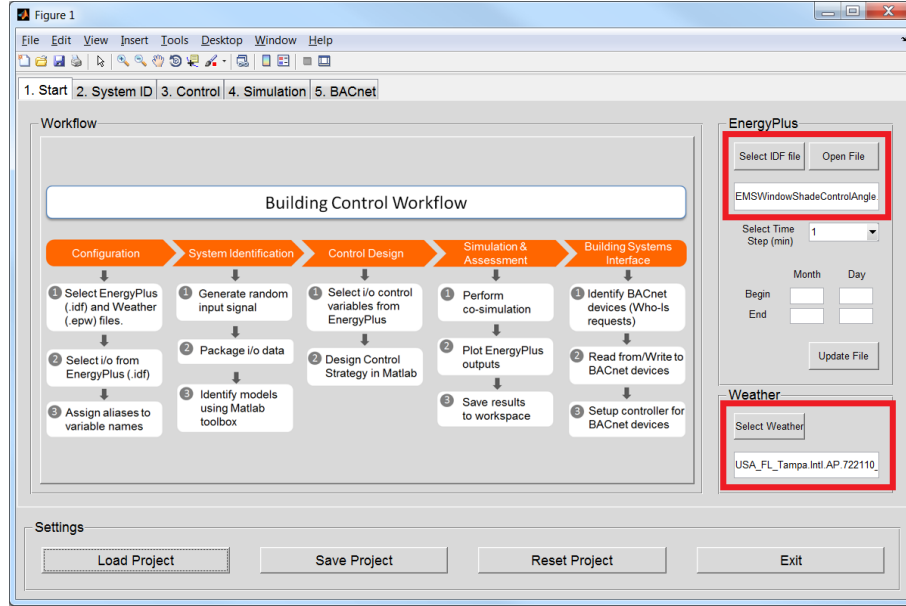 Figure 1
File Edit View Insert Tools Desktop Window Help
1. Start 2. System ID 3. Control 4. Simulation 5. BACnet
Workflow
Building Control Workflow
Configuration
System Identification
Control Design
Simulation &
Assessment
Building Systems
Interface
1 Select EnergyPlus
(.idf) and Weather
(.epw) files.
2 Select i/o from
EnergyPlus (.idf)
3 Assign aliases to
variable names
1 Generate random
input signal
2 Package i/o data
3 Identify models
using Matlab
toolbox
1 Select i/o control
variables from
EnergyPlus
2 Design Control
Strategy in Matlab
1 Perform
co-simulation
2 Plot EnergyPlus
outputs
3 Save results
to workspace
1 Identify BACnet
devices (Who-Is
requests)
2 Read from/Write to
BACnet devices
3 Setup controller for
BACnet devices
EnergyPlus
Select IDF file
Open File
EMSWindowShadeControlAngle.
Select Time
Step (min)
1
Month Day
Begin
End
Update File
Weather
Select Weather
USA_FL_Tampa.Intl.AP.722110_
Settings
Load Project
Save Project
Reset Project
Exit